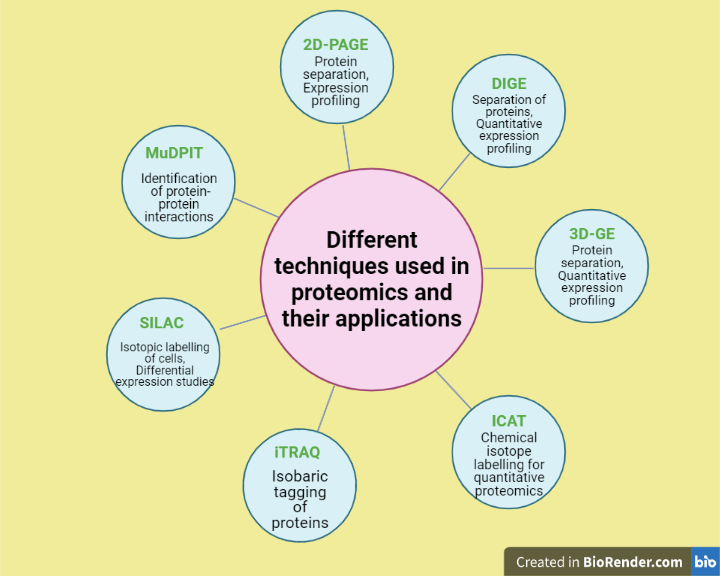 2D-PAGE
Protein
separation,
Expression
profiling
DIGE
Separation of
proteins,
Quantitative
expression
profiling
MuDPIT
Identification
of protein-
protein
interactions
Different
techniques used in
proteomics and
their applications
3D-GE
Protein
separation,
Quantitative
expression
profiling
SILAC
Isotopic labelling
of cells,
Differential
expression studies
iTRAQ
Isobaric
tagging
of
proteins
ICAT
Chemical
isotope
labelling for
quantitative
proteomics
Created in BioRender.com bio